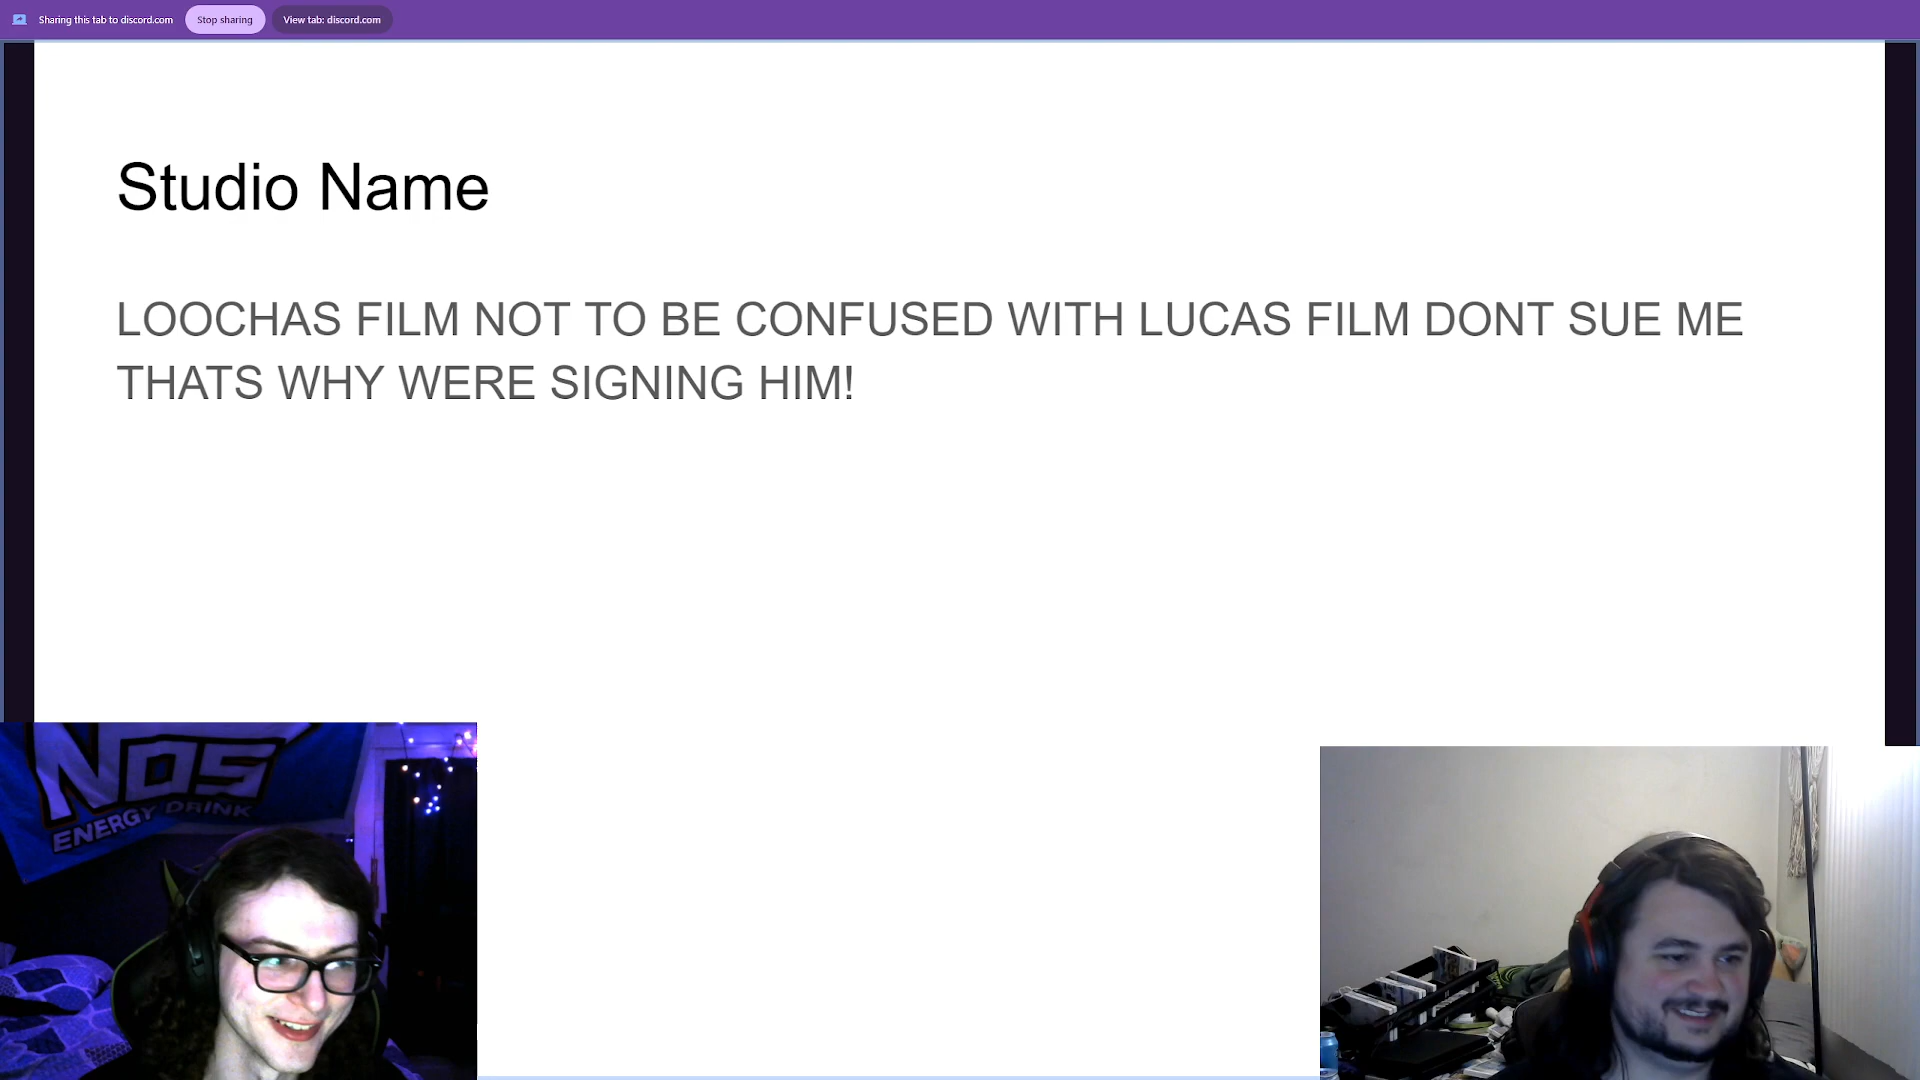 Sharing this tab to discord.com
Stop sharing
View tab: discord.com
Studio Name
LOOCHAS FILM NOT TO BE CONFUSED WITH LUCAS FILM DONT SUE ME
THATS WHY WERE SIGNING HIM!
NOS
ENERGY DRINK